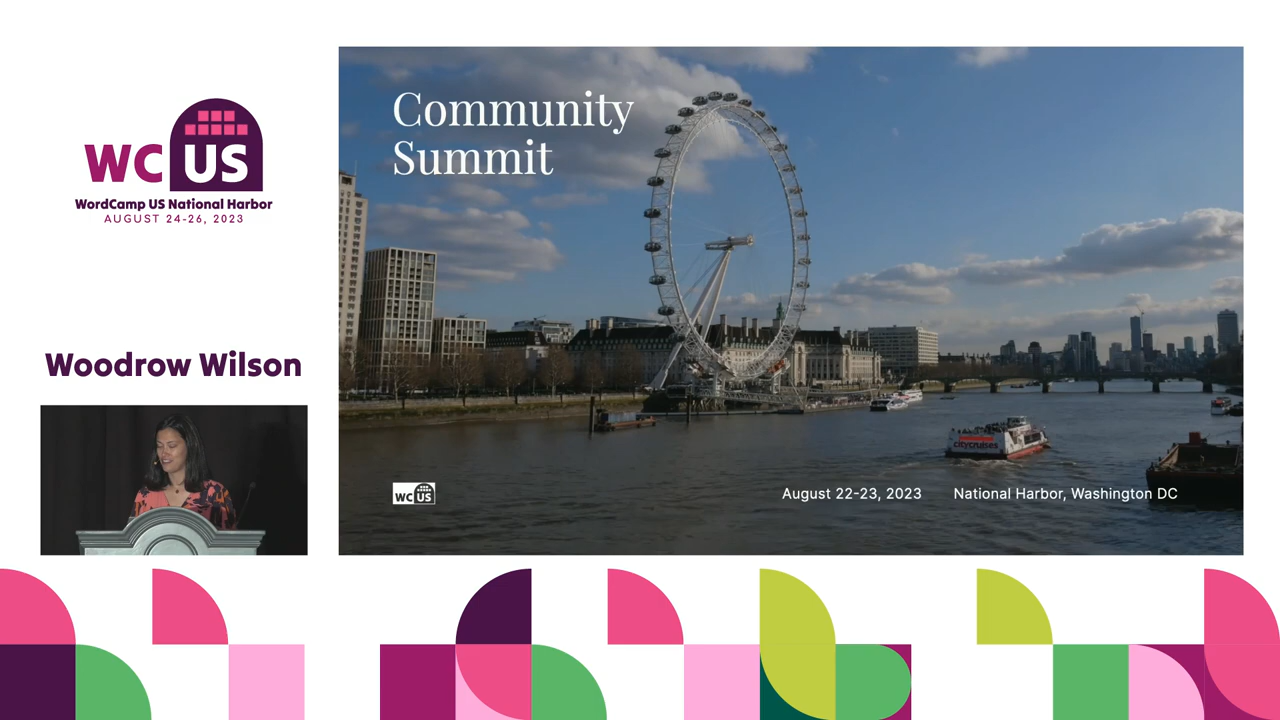 WC US
WordCamp US National Harbor
AUGUST 24-26, 2023
Woodrow Wilson
Community
Summit
citycruises
WC US
August 22-23, 2023 National Harbor, Washington DC